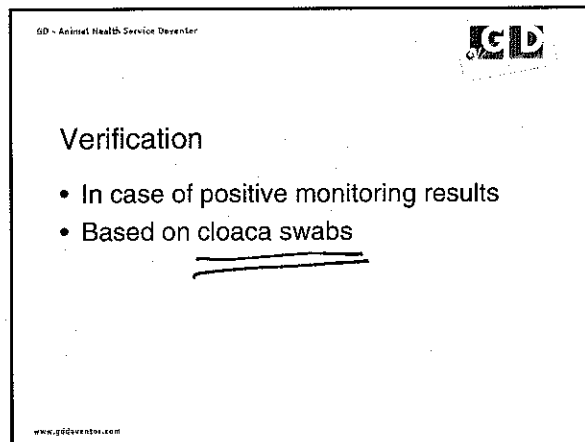 GD - Animal Health Service Deventer
GD
Verification
• In case of positive monitoring results
• Based on cloaca swabs
www.gddeventer.com